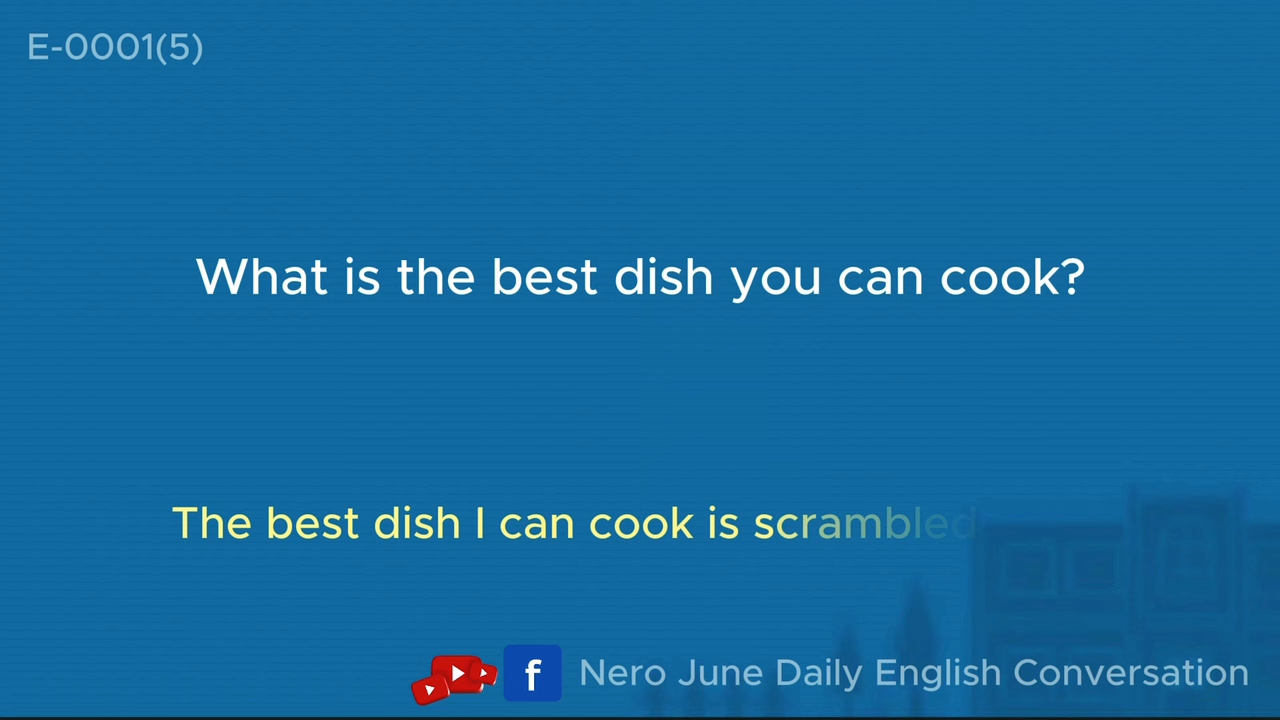 E-0001(5)
What is the best dish you can cook?
The best dish I can cook is scrambled
f Nero June Daily English Conversation